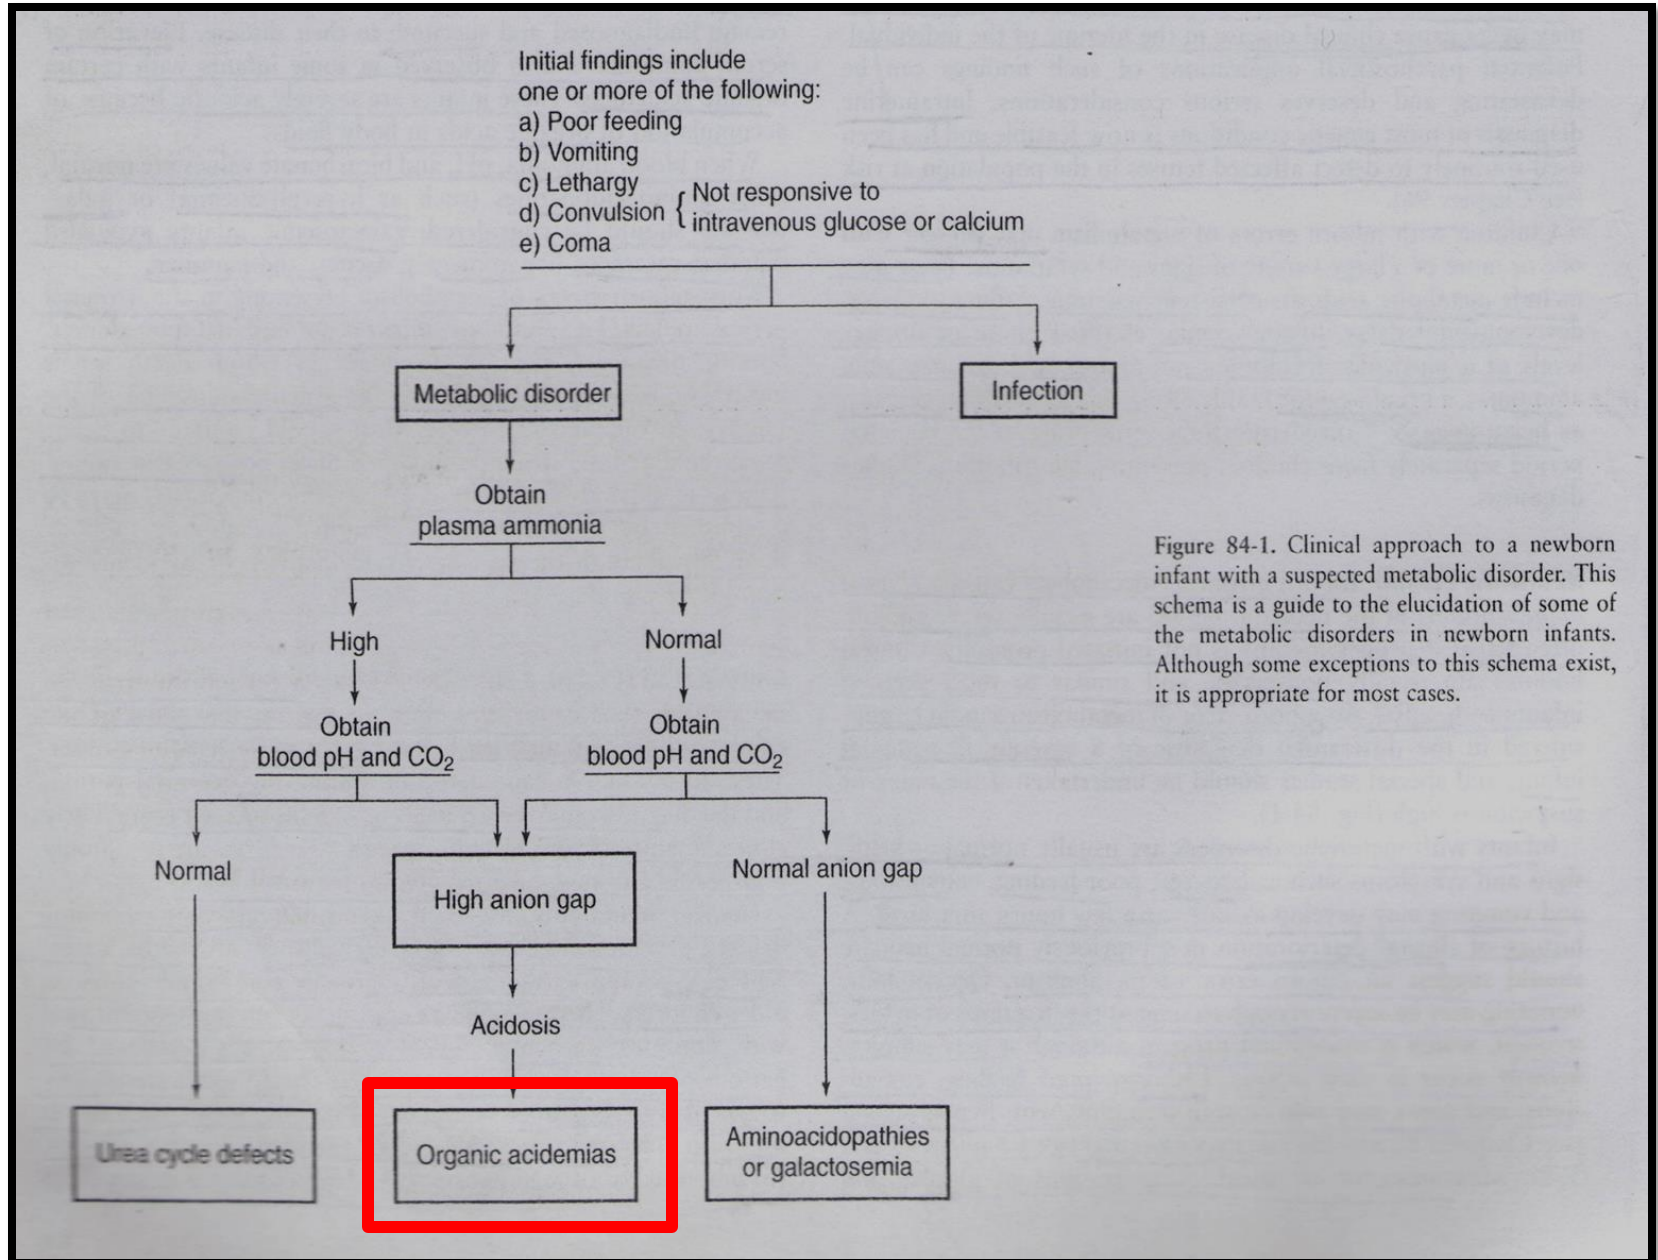 Initial findings include
one or more of the following:
a) Poor feeding
b) Vomiting
c) Lethargy
d) Convulsion { Not responsive to
intravenous glucose or calcium
e) Coma
Metabolic disorder
Infection
Obtain
plasma ammonia
High
Normal
Obtain
blood pH and CO₂
Obtain
blood pH and CO₂
Normal
High anion gap
Normal anion gap
Acidosis
Urea cycle defects
Organic acidemias
Aminoacidopathies
or galactosemia
Figure 84-1. Clinical approach to a newborn
infant with a suspected metabolic disorder. This
schema is a guide to the elucidation of some of
the metabolic disorders in newborn infants.
Although some exceptions to this schema exist,
it is appropriate for most cases.